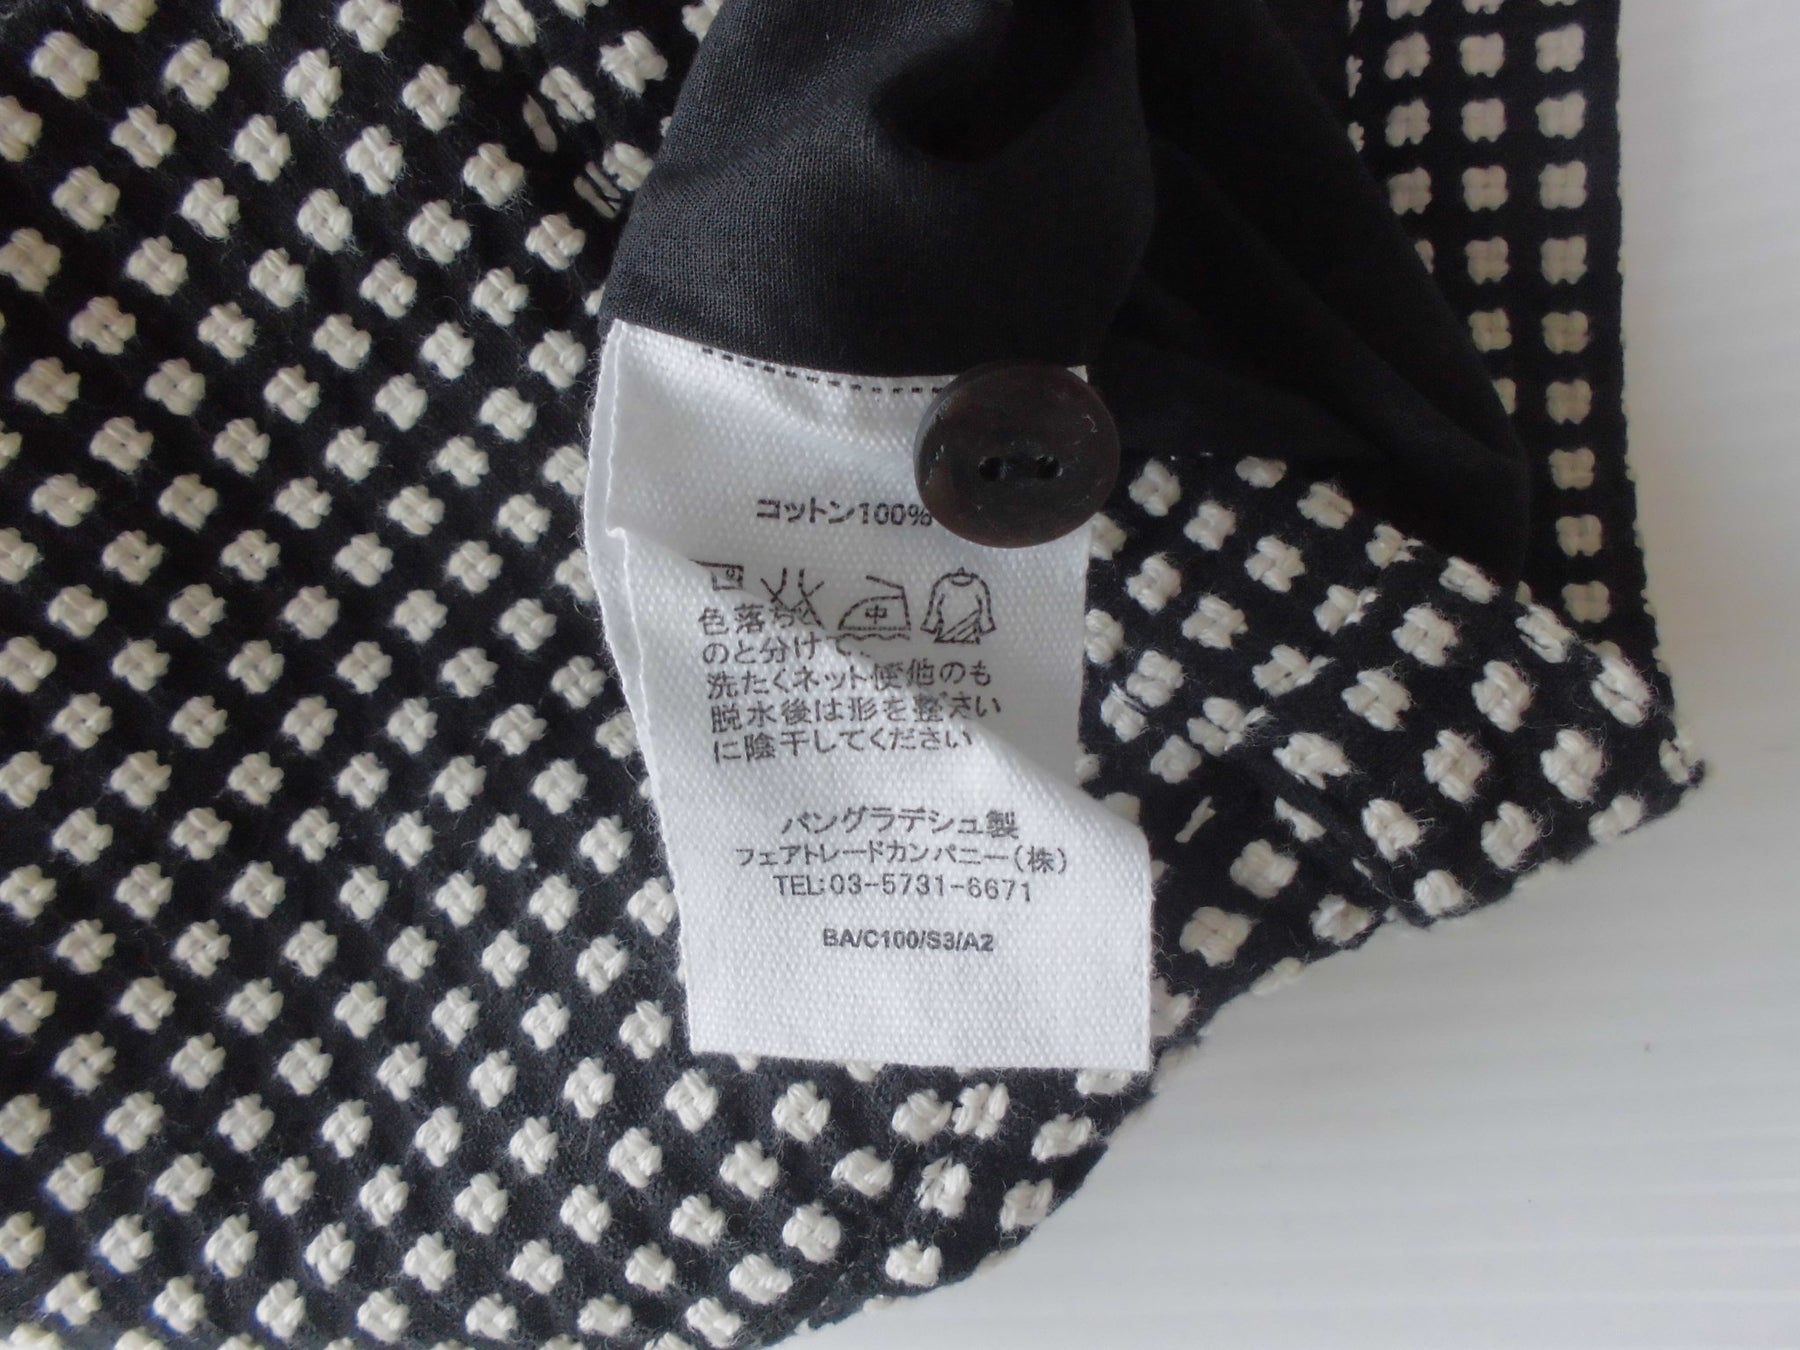 コットン100%
中
色落ち
のと分けて
洗たくネット使 他のも
脱水後は形を整 さい
に陰干してください
バングラデシュ製
フェアトレードカンパニー(株)
TEL:03-5731-6671
BA/C100/S3/A2